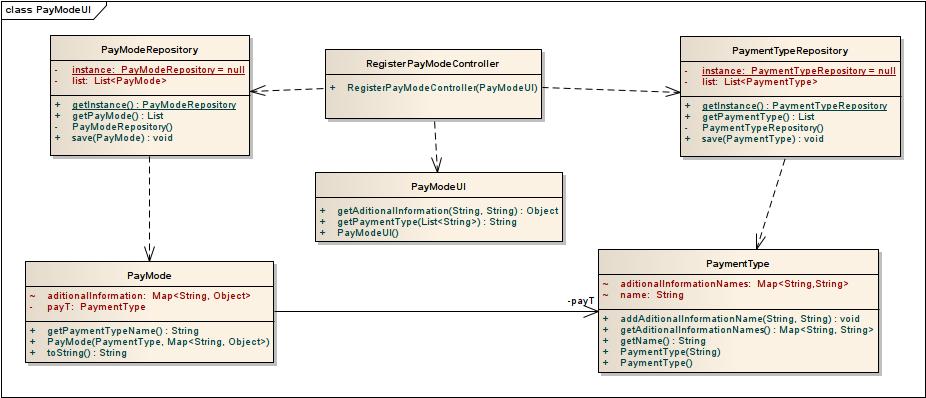 class PayModeUI
PayModeRepository
- instance: PayModeRepository = null
- list: List<PayMode>
+ getInstance() : PayModeRepository
+ getPayMode() : List
- PayModeRepository()
+ save(PayMode) : void
RegisterPayModeController
+ RegisterPayModeController(PayModeUI)
PaymentTypeRepository
- instance: PaymentTypeRepository = null
- list: List<PaymentType>
+ getInstance() : PaymentTypeRepository
+ getPaymentType() : List
- PaymentTypeRepository()
+ save(PaymentType) : void
PayModeUI
+ getAditionalInformation(String, String) : Object
+ getPaymentType(List<String>) : String
+ PayModeUI()
PayMode
~ aditionalInformation: Map<String, Object>
- payT: PaymentType
+ getPaymentTypeName() : String
+ PayMode(PaymentType, Map<String, Object>)
+ toString() : String
-payT
PaymentType
~ aditionalInformationNames: Map<String,String>
~ name: String
+ addAditionalInformationName(String, String) : void
+ getAditionalInformationNames() : Map<String, String>
+ getName() : String
+ PaymentType(String)
+ PaymentType()